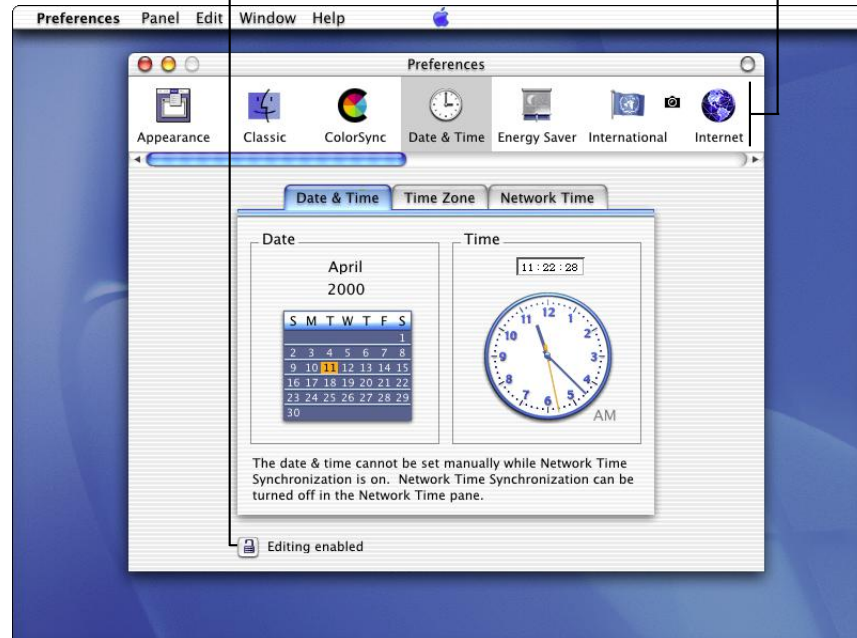 Preferences Panel Edit Window Help
Preferences
Appearance Classic ColorSync Date & Time Energy Saver International Internet
Date & Time Time Zone Network Time
Date
April
2000
S M T W T F S
1
2 3 4 5 6 7 8
9 10 11 12 13 14 15
16 17 18 19 20 21 22
23 24 25 26 27 28 29
30
Time
11:22:28
12
1
2
3
4
5
6
7
8
9
10
11
AM
The date & time cannot be set manually while Network Time
Synchronization is on. Network Time Synchronization can be
turned off in the Network Time pane.
Editing enabled